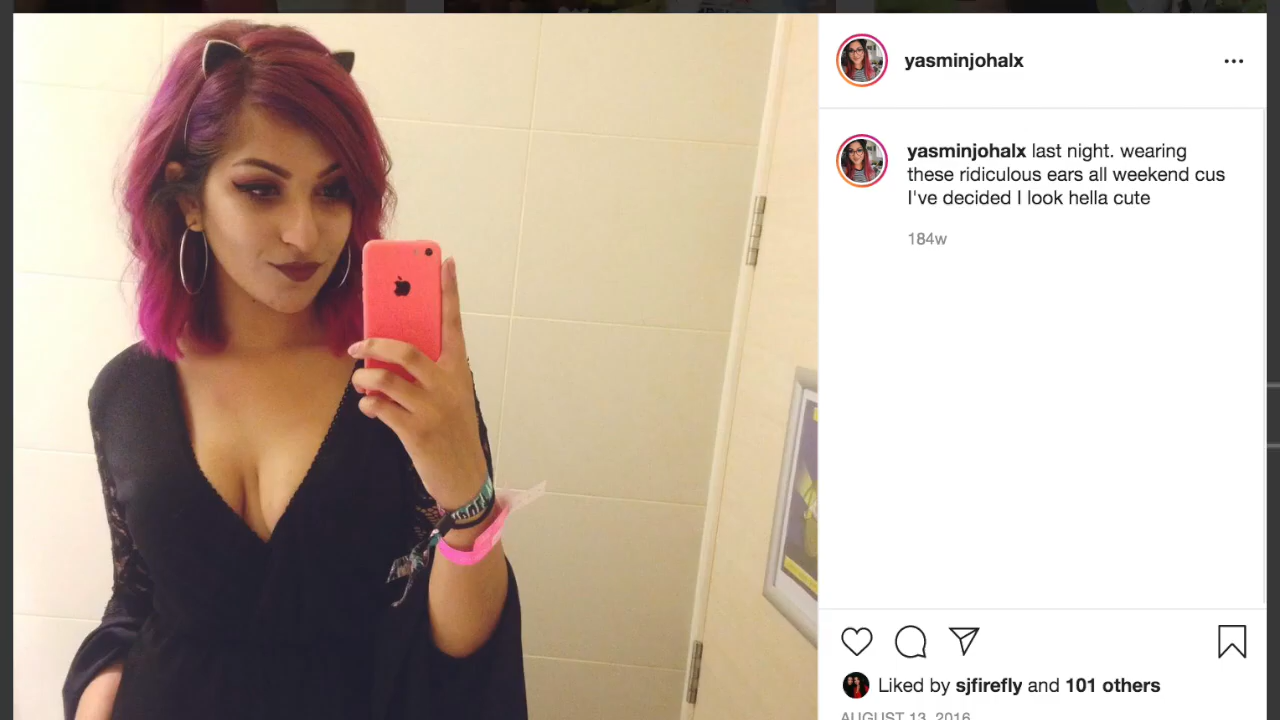 yasminjohalx
yasminjohalx last night. wearing
these ridiculous ears all weekend cus
I've decided I look hella cute
184w
Liked by sjfirefly and 101 others
AUGUST 13, 2016